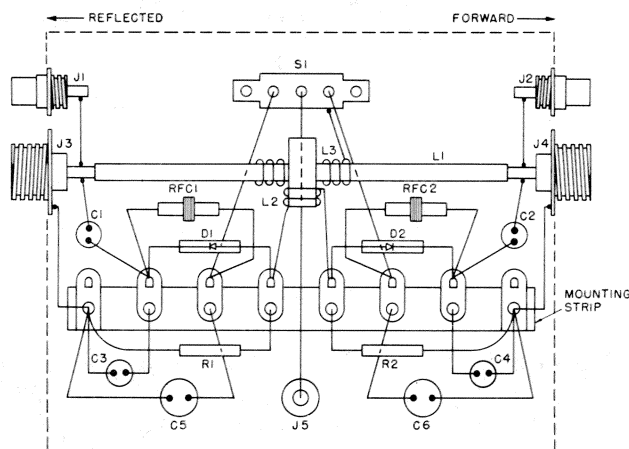 REFLECTED
FORWARD
S1
J1
J2
J3
L3
L1
J4
RFC1
L2
RFC2
C1
D1
D2
C2
MOUNTING
STRIP
C3
R1
R2
C4
C5
J5
C6